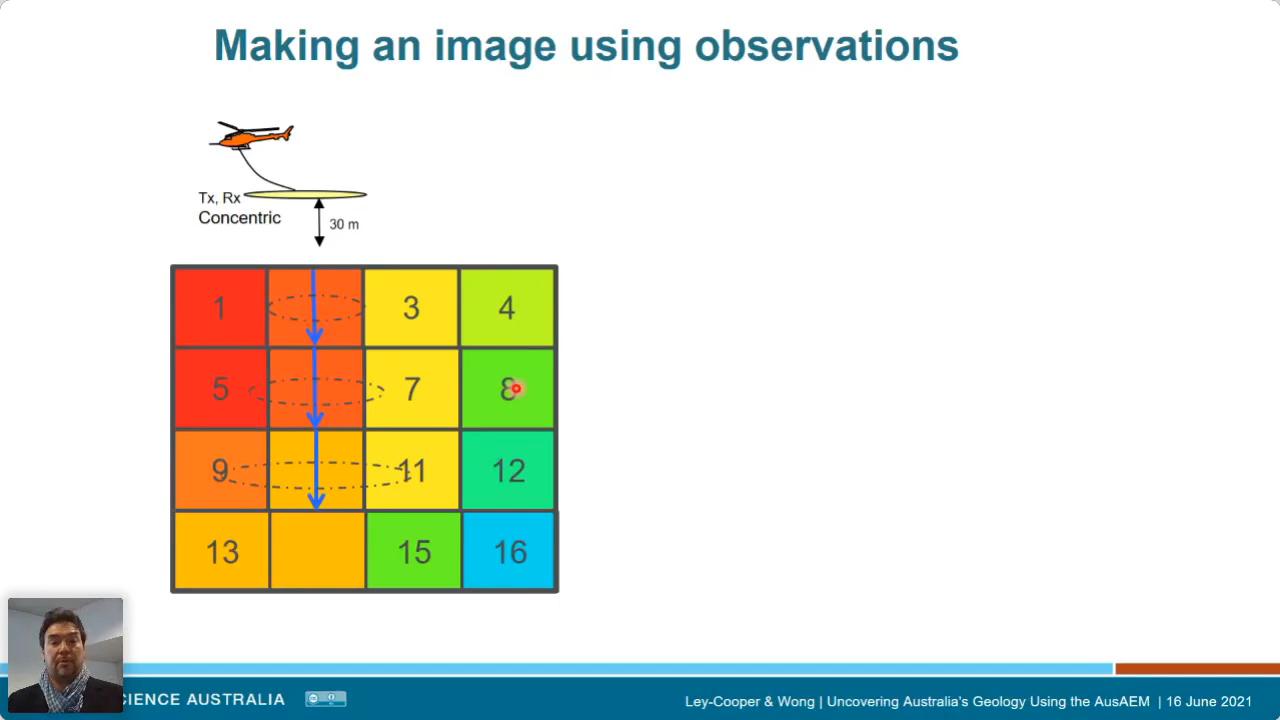 Making an image using observations
Tx, Rx
Concentric
30 m
1 3 4
5 7 8
9 11 12
13 15 16
CIENCE AUSTRALIA
Ley-Cooper & Wong | Uncovering Australia's Geology Using the AusAEM | 16 June 2021